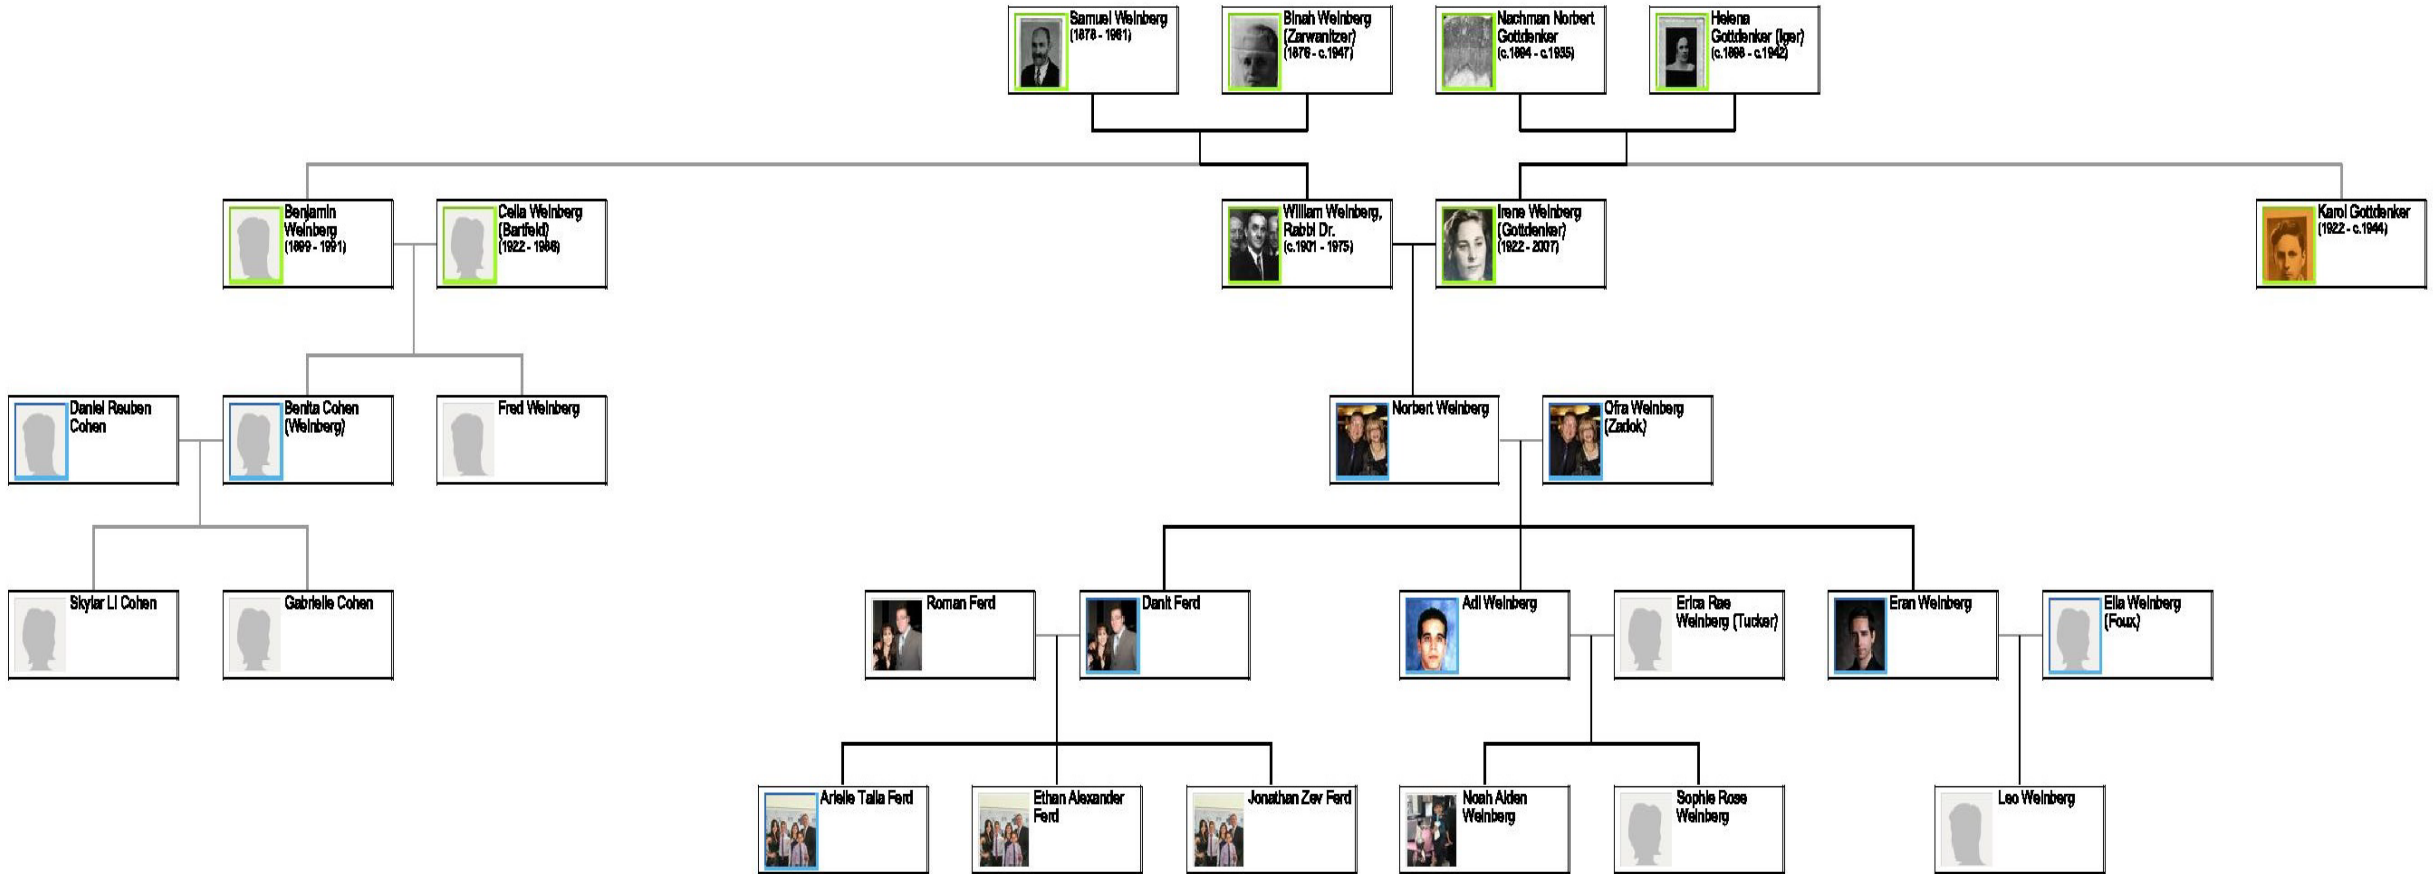 Samuel Weinberg
(1878 - 1961)
Binah Weinberg
(Zarwanitzer)
(1876 - c.1947)
Nachman Norbert
Gottdenker
(c.1894 - c.1935)
Helena
Gottdenker (Iger)
(c.1898 - c.1942)
Benjamin
Weinberg
(1899 - 1991)
Celia Weinberg
(Bartfeld)
(1922 - 1986)
William Weinberg,
Rabbi Dr.
(c.1901 - 1975)
Irene Weinberg
(Gottdenker)
(1922 - 2007)
Karol Gottdenker
(1922 - c.1944)
Daniel Reuben
Cohen
Benita Cohen
(Weinberg)
Fred Weinberg
Norbert Weinberg
Ofra Weinberg
(Zadok)
Skylar Li Cohen
Gabrielle Cohen
Roman Ferd
Danit Ferd
Adi Weinberg
Erica Rae
Weinberg (Tucker)
Eran Weinberg
Ella Weinberg
(Foux)
Arielle Talia Ferd
Ethan Alexander
Ferd
Jonathan Zev Ferd
Noah Aiden
Weinberg
Sophie Rose
Weinberg
Leo Weinberg